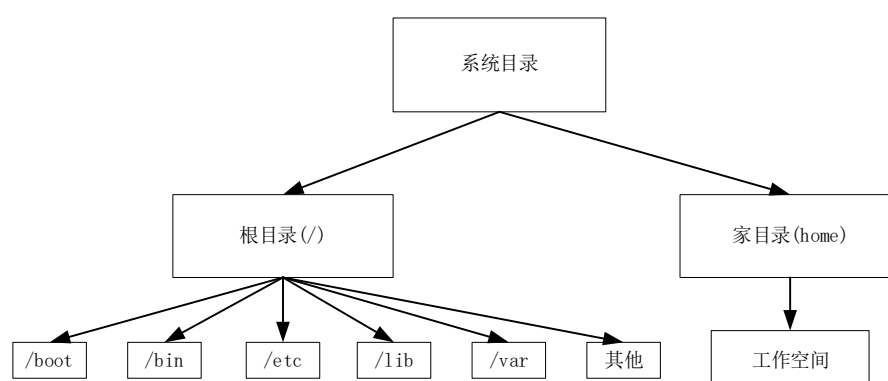 系统目录
根目录(/)
家目录(home)
/boot
/bin
/etc
/lib
/var
其他
工作空间